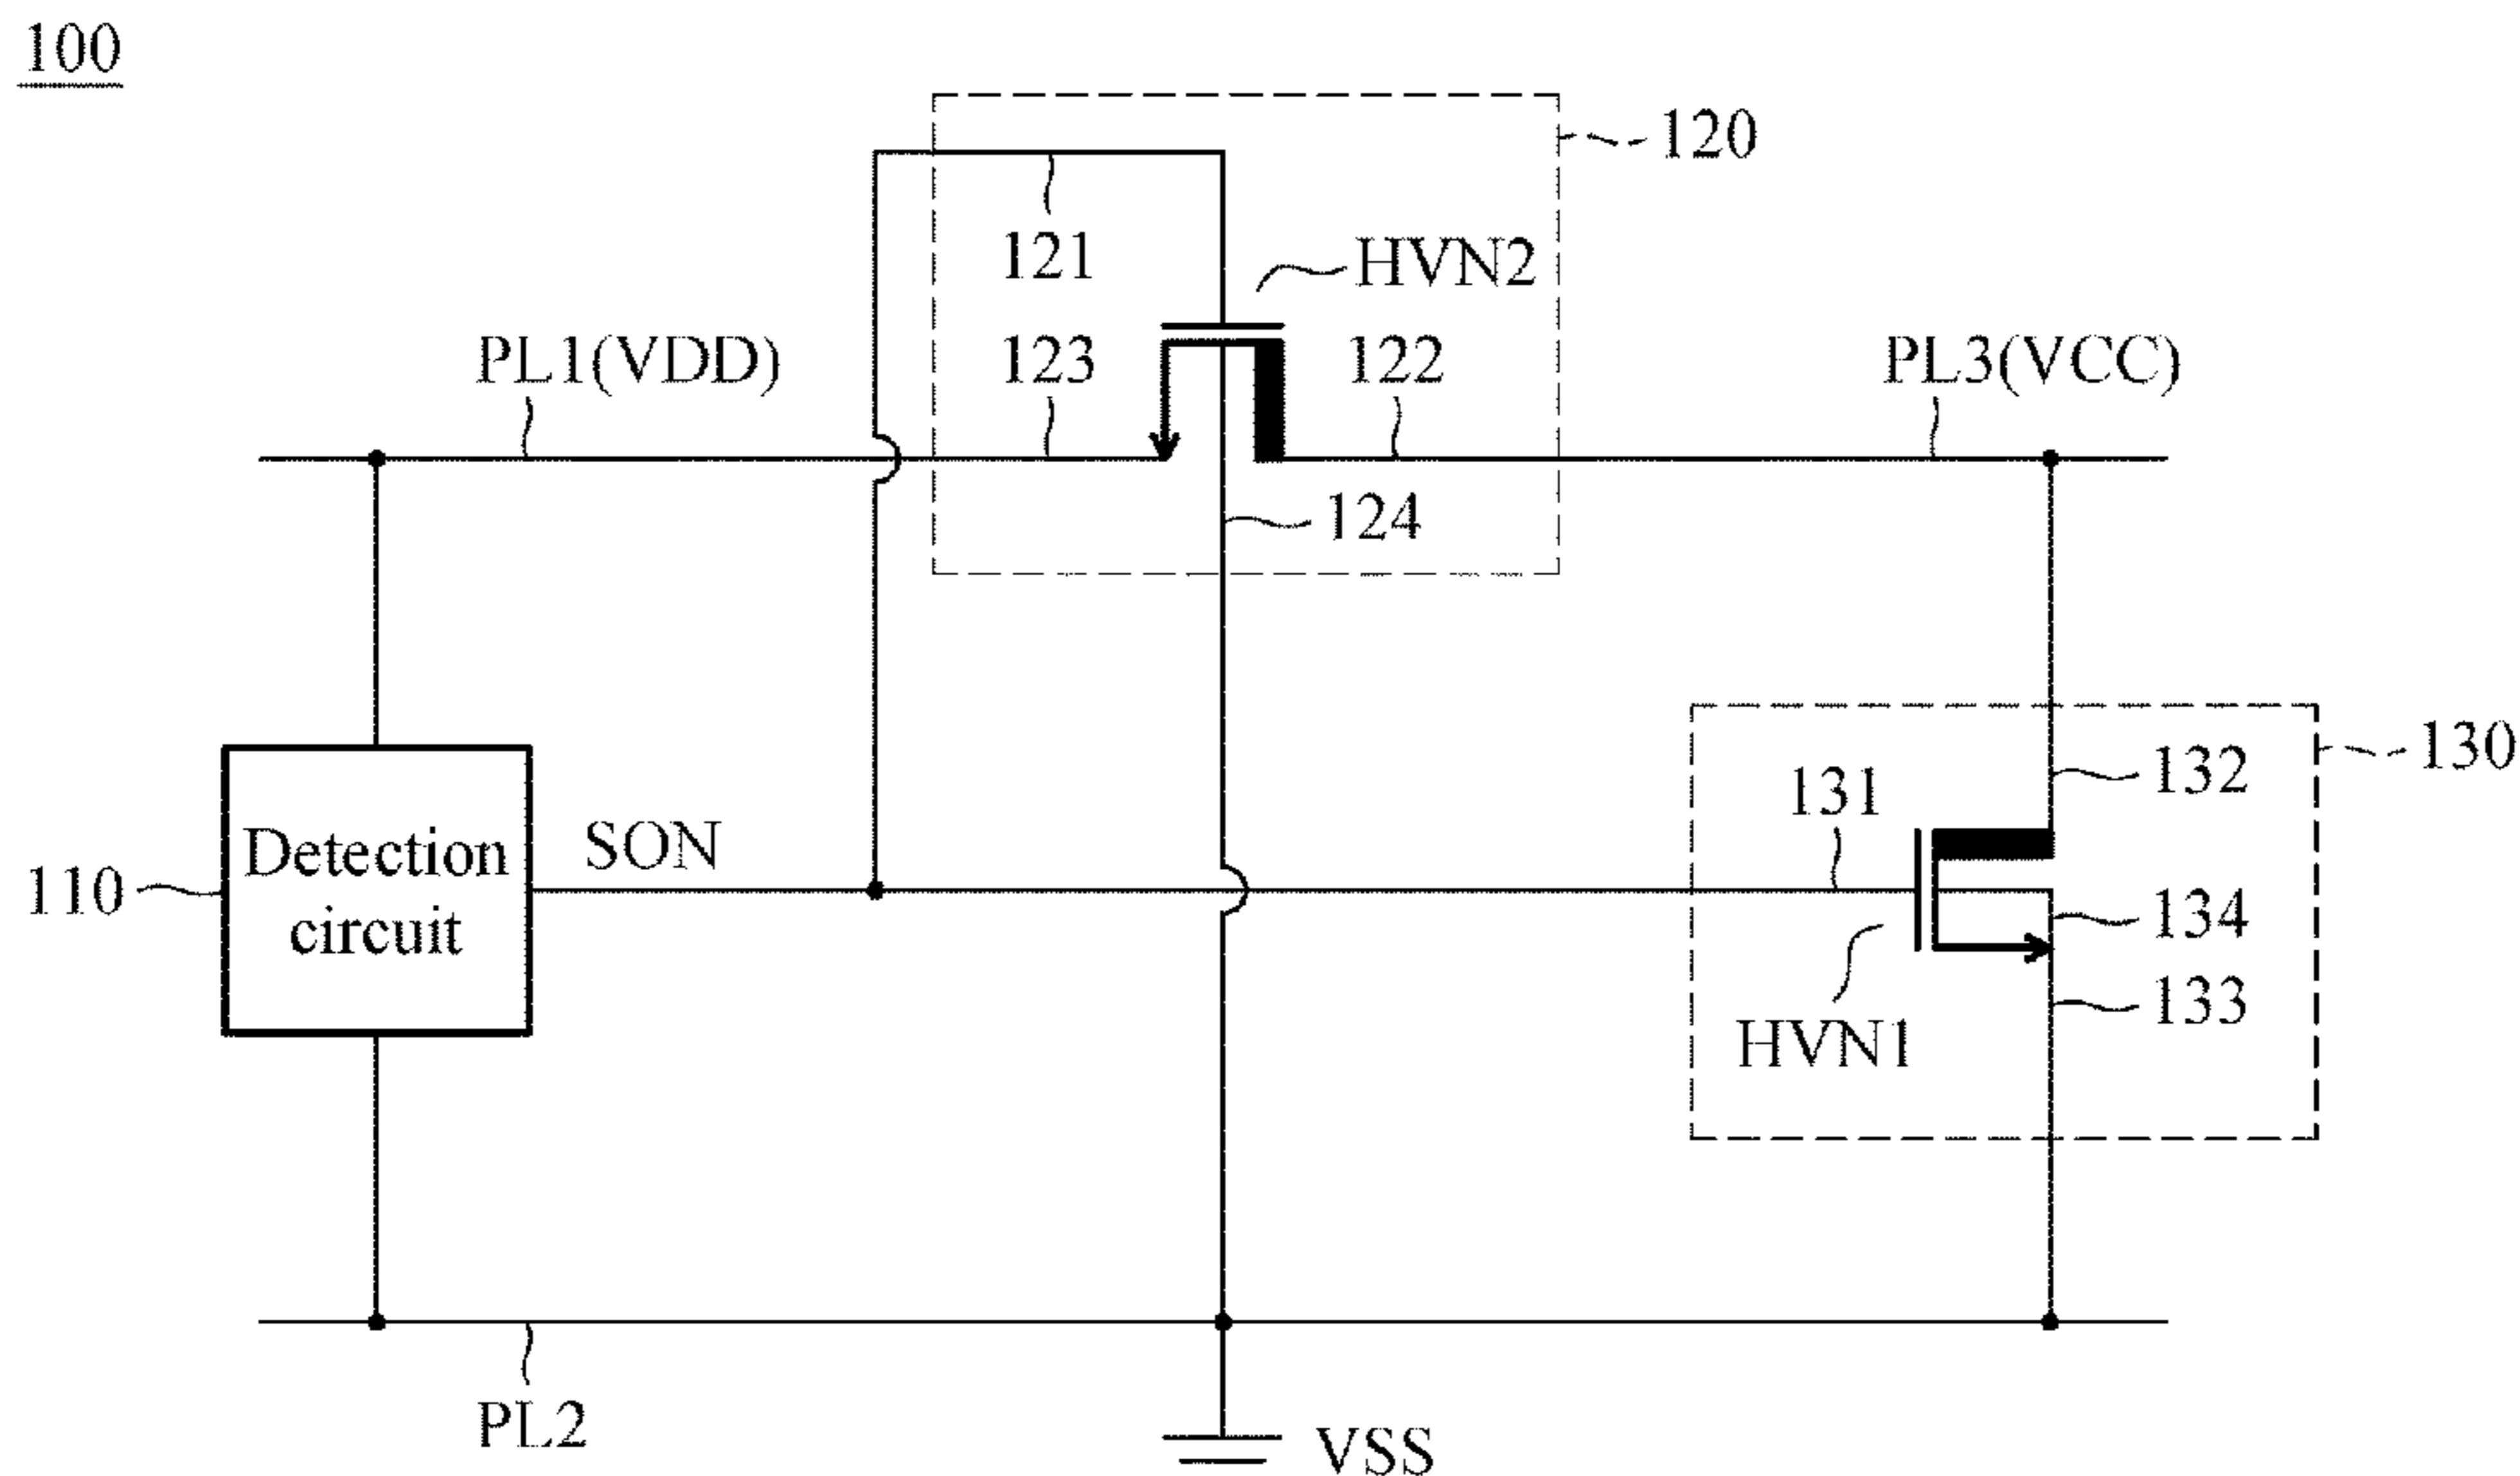 100
120
121
HVN2
PL1(VDD)
123
122
PL3(VCC)
124
130
132
131
SON
Detection
circuit
110
134
133
HVN1
PL2
VSS